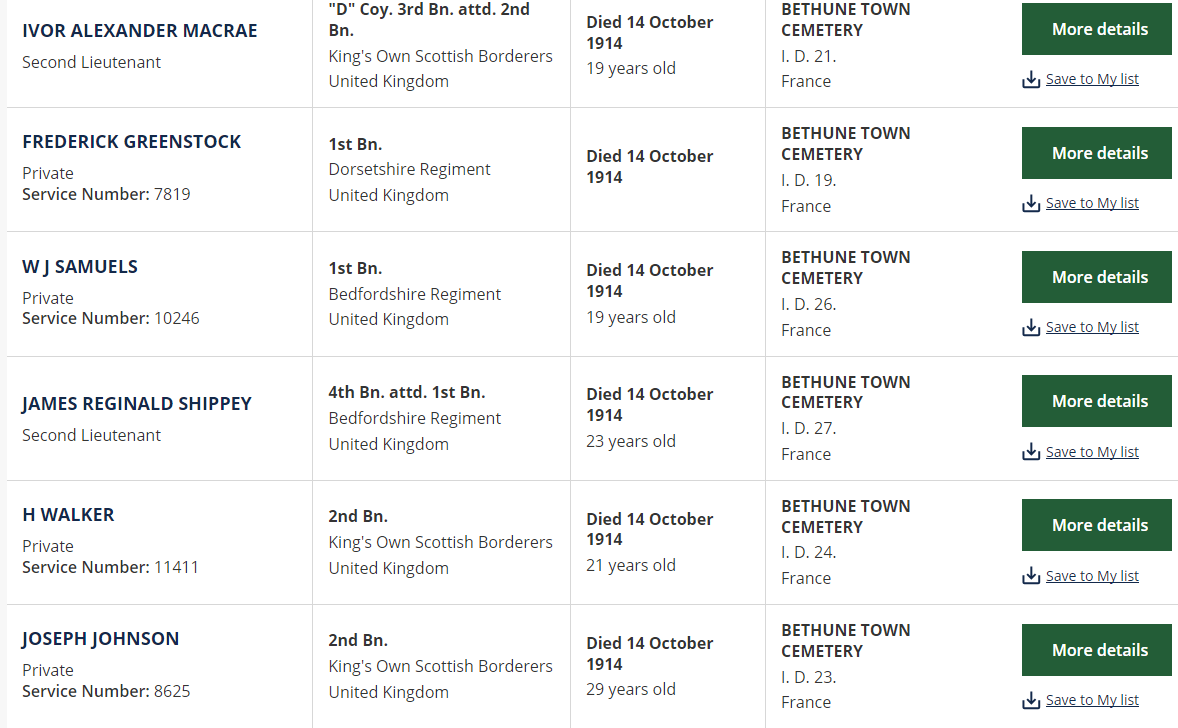 IVOR ALEXANDER MACRAE
Second Lieutenant
"D" Coy. 3rd Bn. attd. 2nd
Bn.
King's Own Scottish Borderers
United Kingdom
Died 14 October
1914
19 years old
BETHUNE TOWN
CEMETERY
I. D. 21.
France
More details
Save to My list
FREDERICK GREENSTOCK
Private
Service Number: 7819
1st Bn.
Dorsetshire Regiment
United Kingdom
Died 14 October
1914
BETHUNE TOWN
CEMETERY
I. D. 19.
France
More details
Save to My list
W J SAMUELS
Private
Service Number: 10246
1st Bn.
Bedfordshire Regiment
United Kingdom
Died 14 October
1914
19 years old
BETHUNE TOWN
CEMETERY
I. D. 26.
France
More details
Save to My list
JAMES REGINALD SHIPPEY
Second Lieutenant
4th Bn. attd. 1st Bn.
Bedfordshire Regiment
United Kingdom
Died 14 October
1914
23 years old
BETHUNE TOWN
CEMETERY
I. D. 27.
France
More details
Save to My list
H WALKER
Private
Service Number: 11411
2nd Bn.
King's Own Scottish Borderers
United Kingdom
Died 14 October
1914
21 years old
BETHUNE TOWN
CEMETERY
I. D. 24.
France
More details
Save to My list
JOSEPH JOHNSON
Private
Service Number: 8625
2nd Bn.
King's Own Scottish Borderers
United Kingdom
Died 14 October
1914
29 years old
BETHUNE TOWN
CEMETERY
I. D. 23.
France
More details
Save to My list